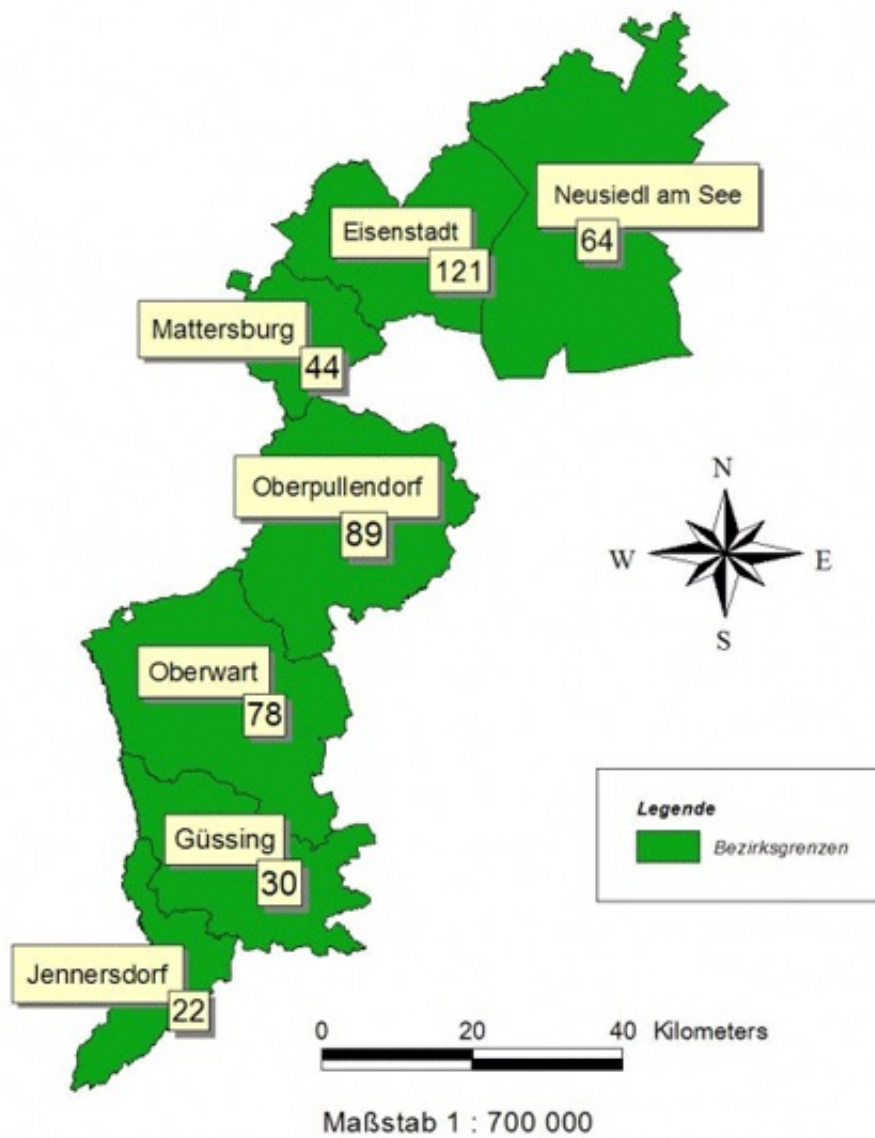 Neusiedl am See
64
Eisenstadt
121
Mattersburg
44
Oberpullendorf
89
N
W E
S
Oberwart
78
Legende
Bezirksgrenzen
Güssing
30
Jennersdorf
22
0 20 40 Kilometers
Maßstab 1 : 700 000